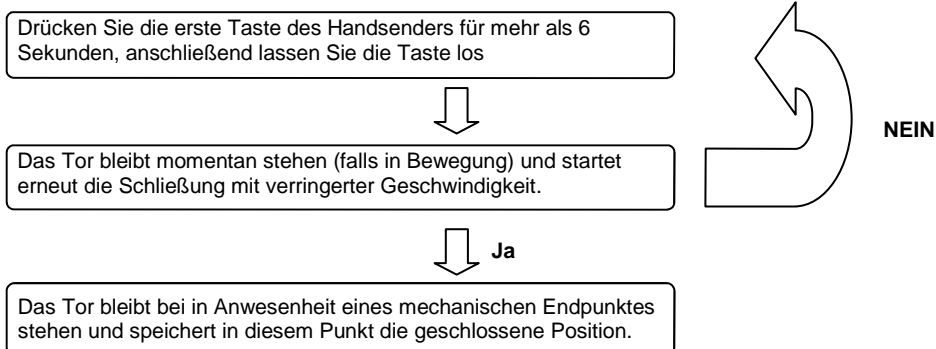 Drücken Sie die erste Taste des Handsenders für mehr als 6
Sekunden, anschließend lassen Sie die Taste los
NEIN
Das Tor bleibt momentan stehen (falls in Bewegung) und startet
erneut die Schließung mit verringerter Geschwindigkeit.
Ja
Das Tor bleibt bei in Anwesenheit eines mechanischen Endpunktes
stehen und speichert in diesem Punkt die geschlossene Position.